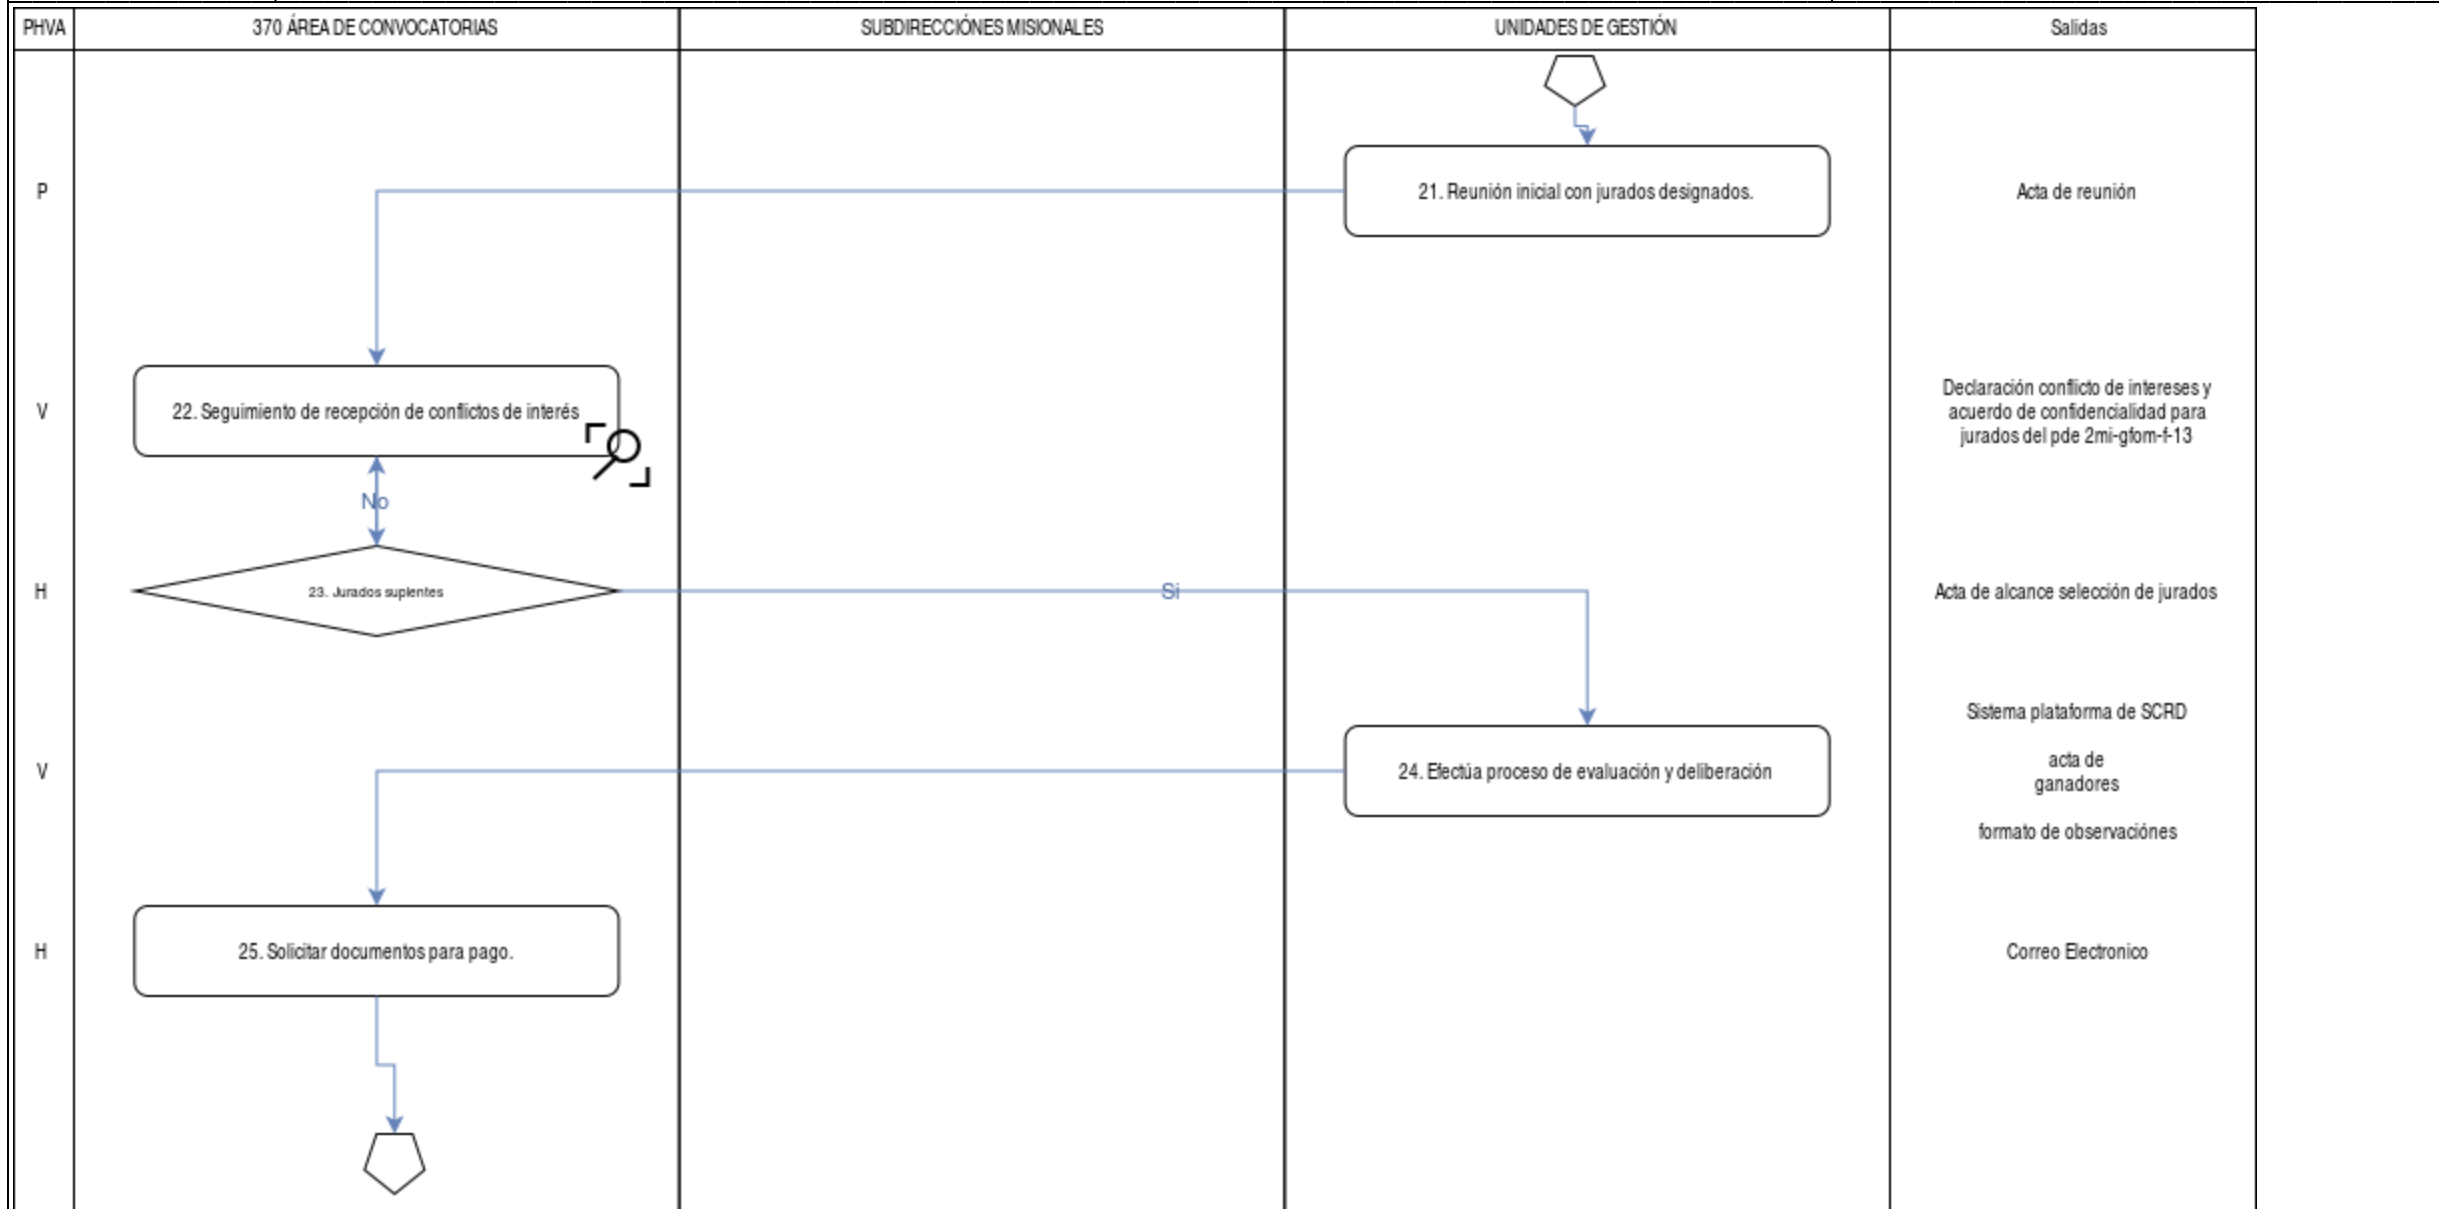 PHVA
370 ÁREA DE CONVOCATORIAS
SUBDIRECCIÓNES MISIONALES
UNIDADES DE GESTIÓN
Salidas
P
21. Reunión inicial con jurados designados.
Acta de reunión
V
22. Seguimiento de recepción de conflictos de interés
Declaración conflicto de intereses y
acuerdo de confidencialidad para
jurados del pde 2mi-gfom-f-13
No
H
23. Jurados suplentes
Si
Acta de alcance selección de jurados
V
24. Efectúa proceso de evaluación y deliberación
Sistema plataforma de SCRD
acta de
ganadores
formato de observaciónes
H
25. Solicitar documentos para pago.
Correo Electronico